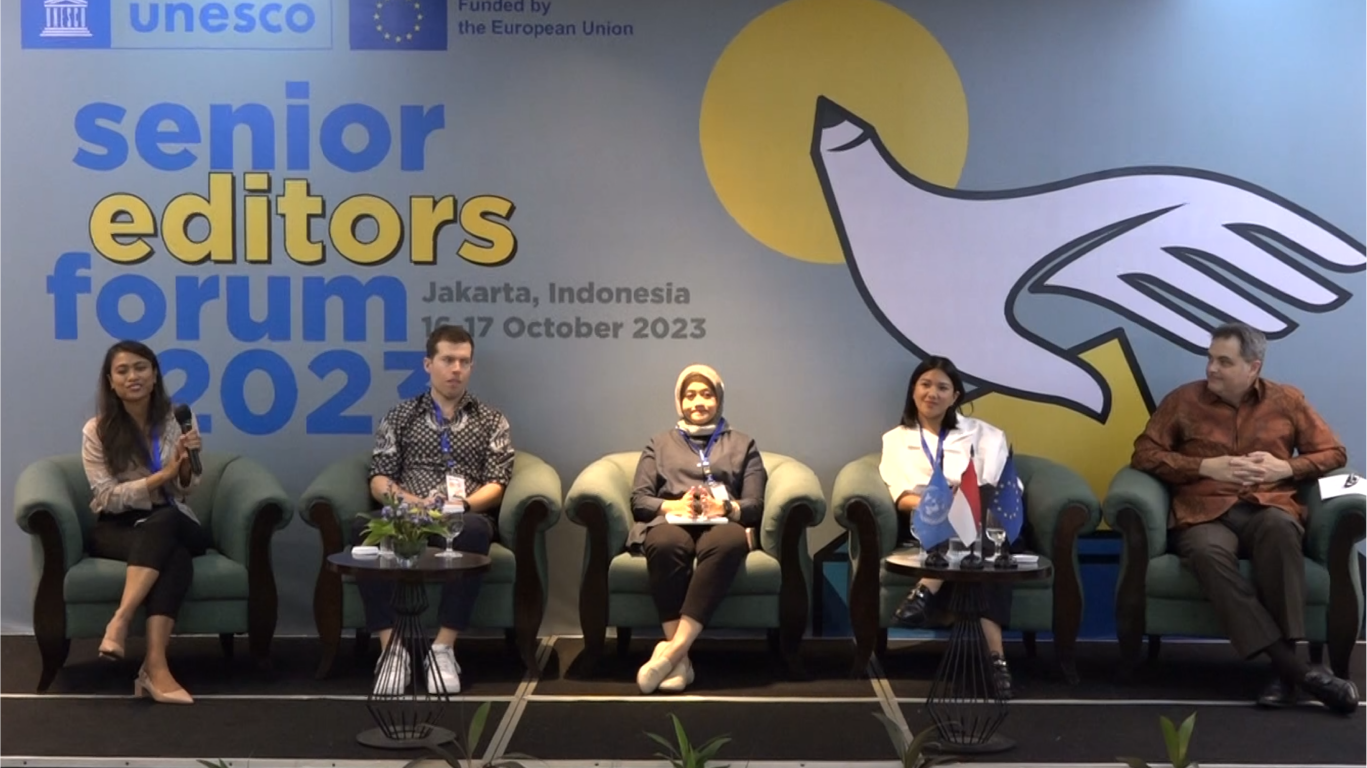 unesco
Funded by
the European Union
senior
editors
forum
2023
Jakarta, Indonesia
16-17 October 2023